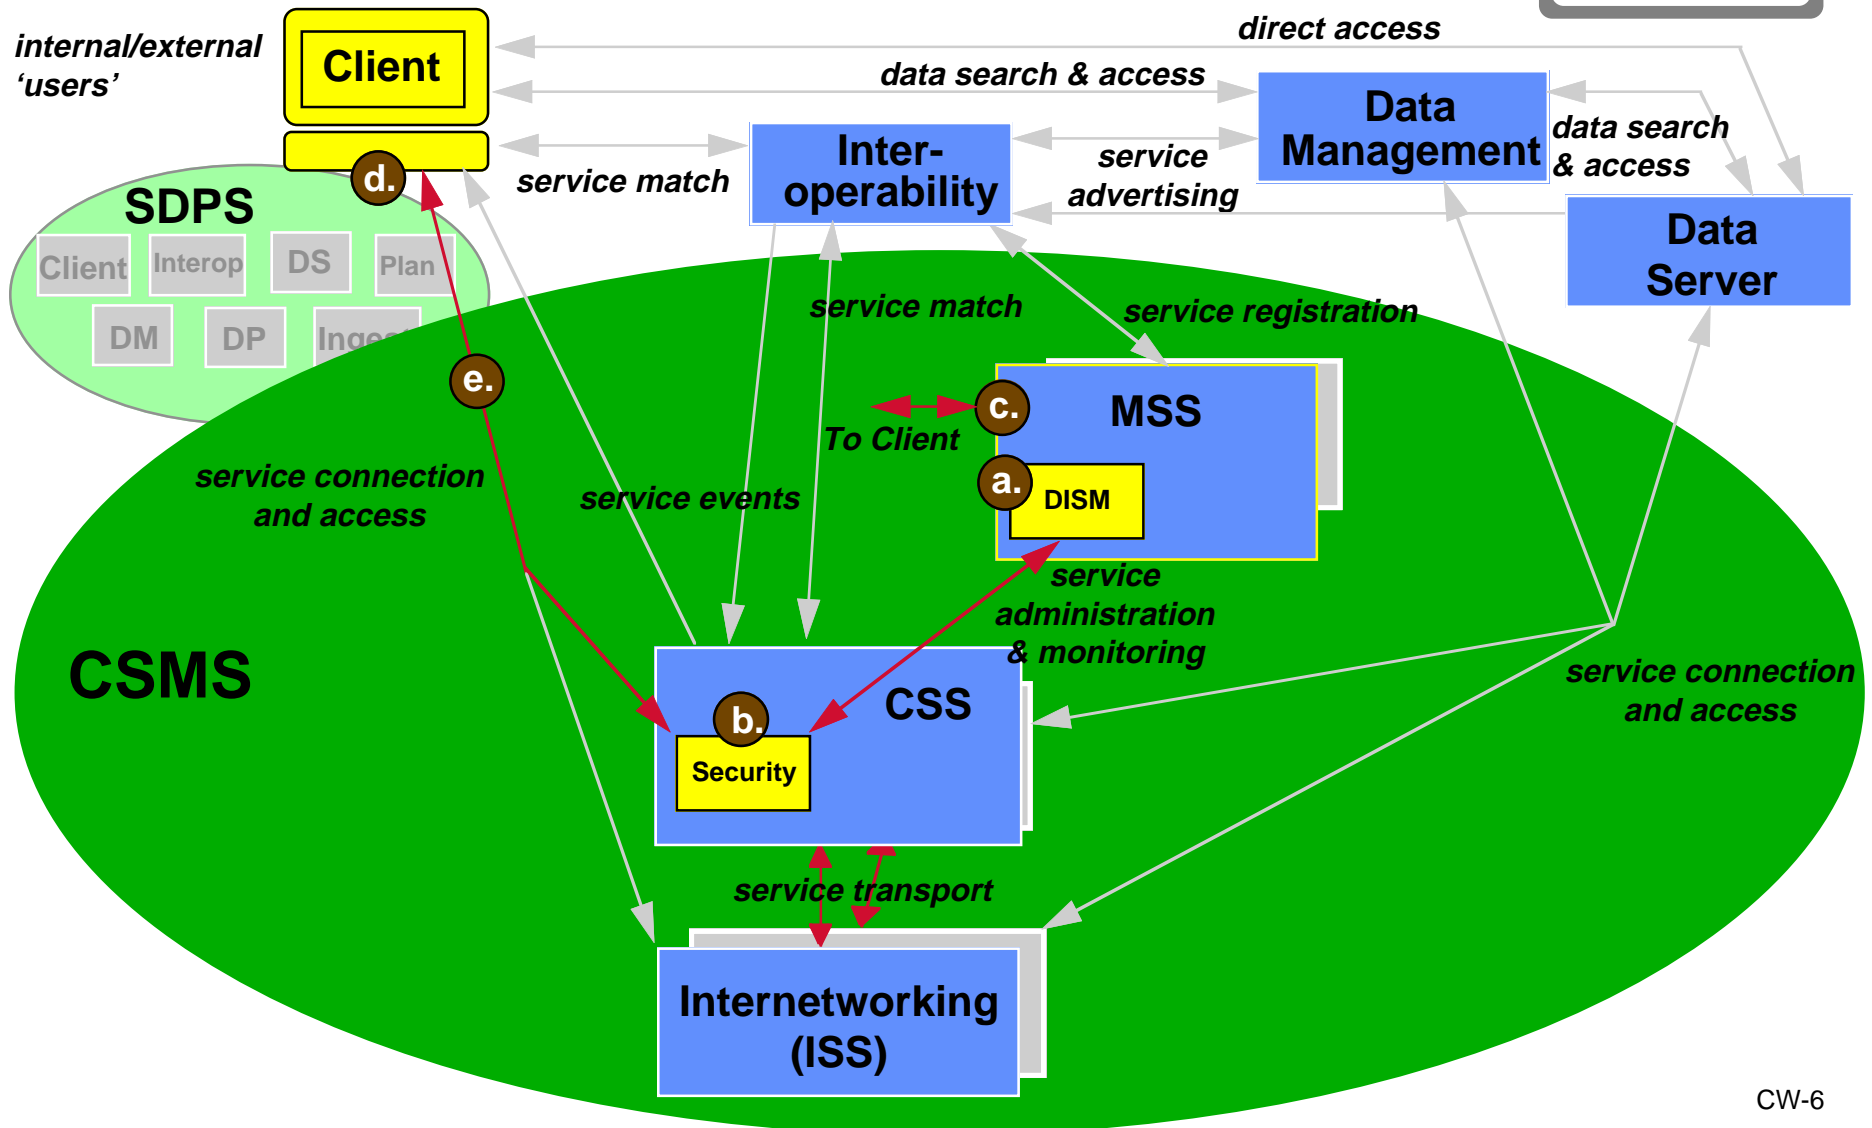 internal/external
‘users’
Client
direct access
data search & access
Data
Management
data search
& access
Inter-
operability
service
advertising
service match
d.
SDPS
Client
Interop
DS
Plan
DM
DP
Ingest
Data
Server
service match
service registration
e.
c.
MSS
To Client
a.
DISM
service connection
and access
service events
service
administration
& monitoring
CSMS
CSS
b.
Security
service connection
and access
service transport
Internetworking
(ISS)
CW-6